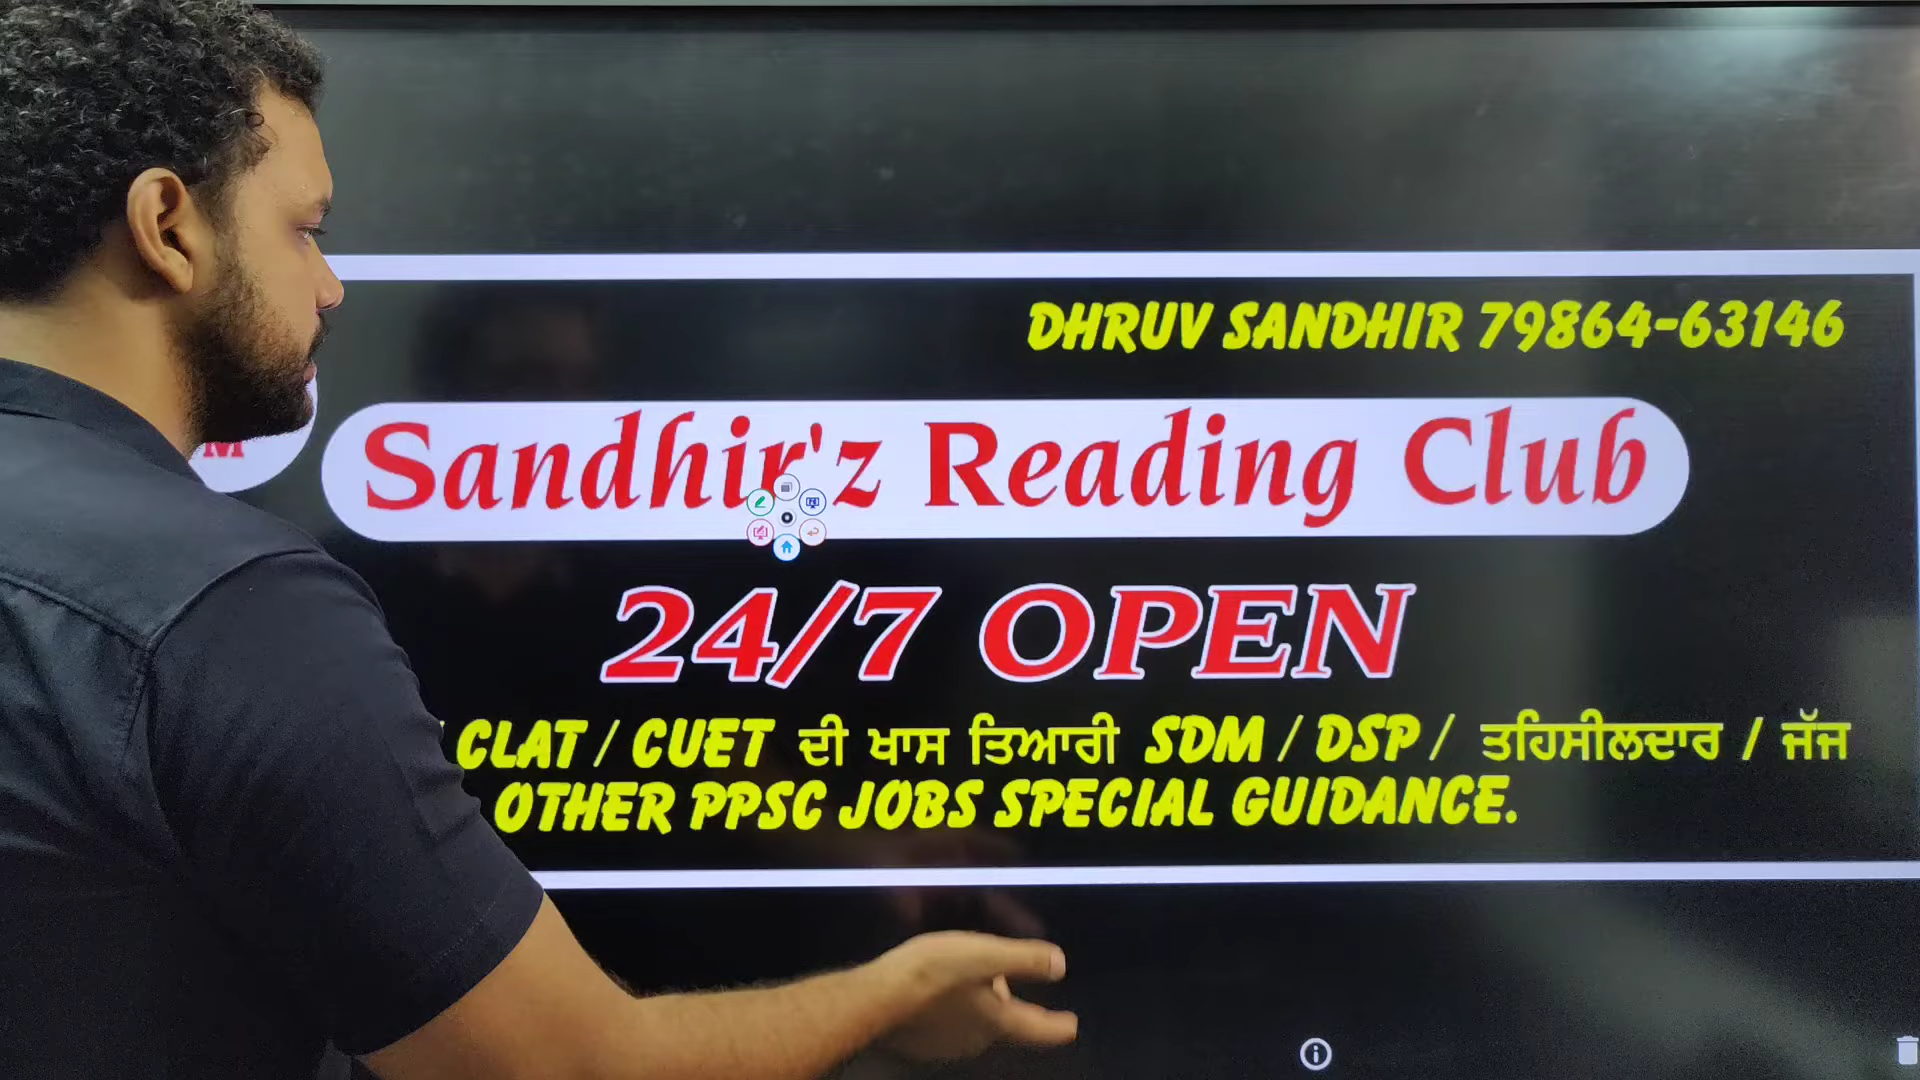 DHRUV SANDHIR 79864-63146
M
Sandhir'z Reading Club
24/7 OPEN
CLAT / CUET ਦੀ ਖਾਸ ਤਿਆਰੀ SDM / DSP / ਤਹਿਸੀਲਦਾਰ / ਜੱਜ
OTHER PPSC JOBS SPECIAL GUIDANCE.